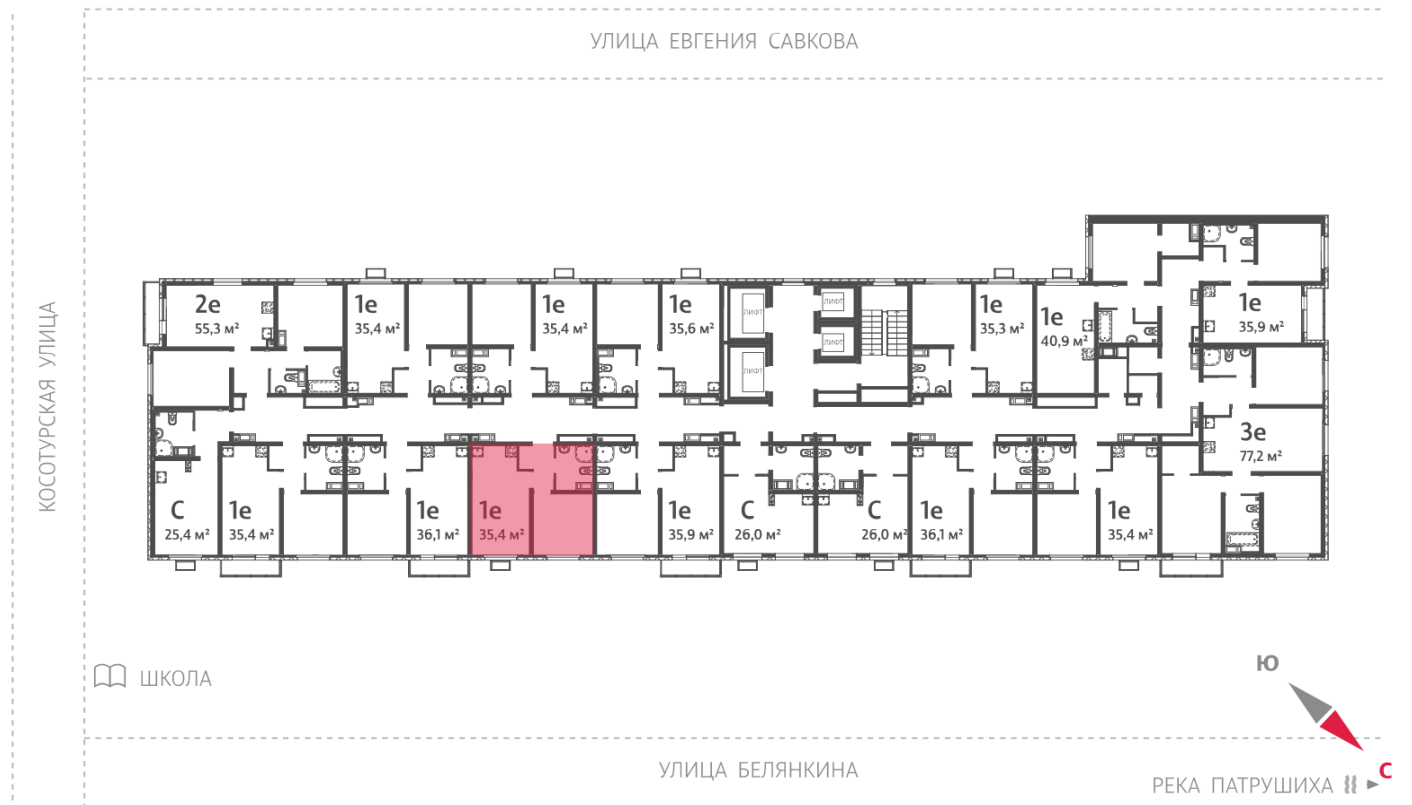 УЛИЦА ЕВГЕНИЯ САВКОВА
КОСОТУРСКАЯ УЛИЦА
2е
55,3 м²
1е
35,4 м²
1е
35,4 м²
1е
35,6 м²
ЛИФТ
ЛИФТ
ЛИФТ
ЛИФТ
1е
35,3 м²
1е
40,9 м²
1е
35,9 м²
3е
77,2 м²
С
25,4 м²
1е
35,4 м²
1е
36,1 м²
1е
35,4 м²
1е
35,9 м²
С
26,0 м²
С
26,0 м²
1е
36,1 м²
1е
35,4 м²
ШКОЛА
Ю
С
УЛИЦА БЕЛЯНКИНА
РЕКА ПАТРУШИХА